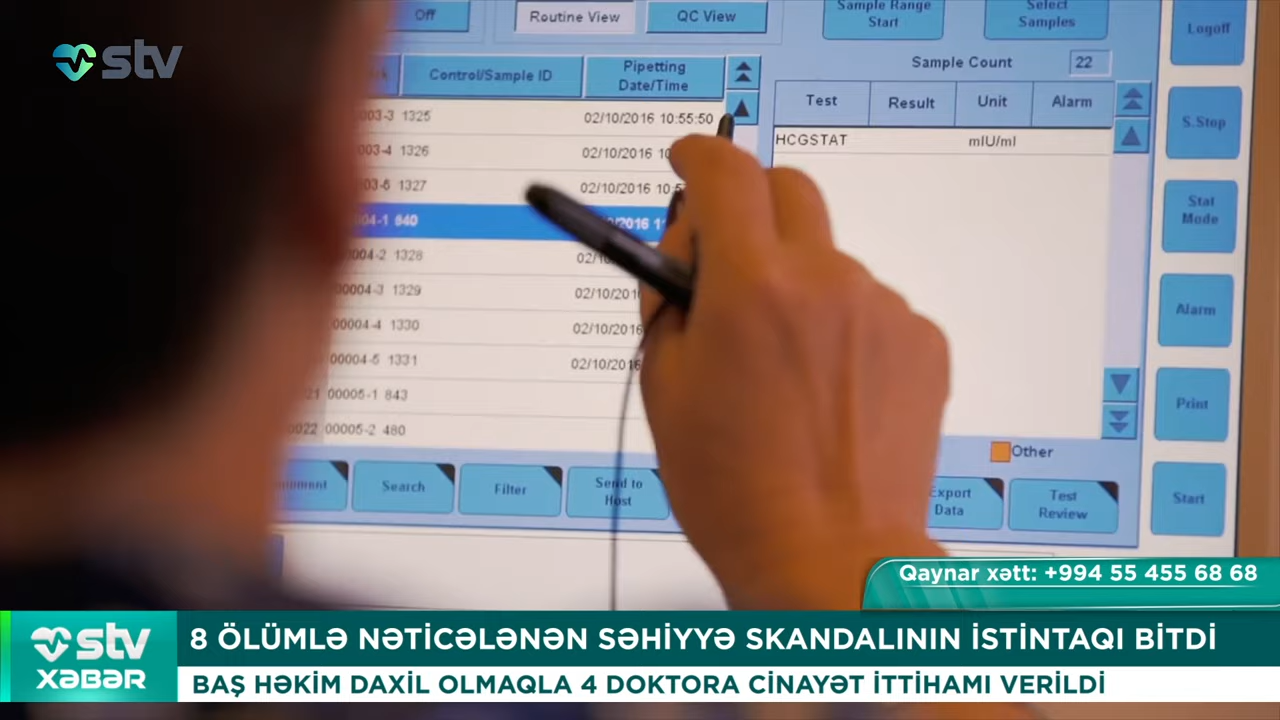 stv
Off
Routine View
QC View
Sample Range
Start
Select
Samples
Logoff
Sample Count 22
Control/Sample ID
Pipetting
Date/Time
Test Result Unit Alarm
003-3 1325 02/10/2016 10:55:50
HCGSTAT mIU/ml
S.Stop
003-4 1326 02/10/2016
003-5 1327 02/10/2016
Stat
Mode
004-1 840
0004-2 1328
00004-3 1329
Alarm
00004-4 1330 02/10/2016
00004-5 1331 02/10/2016
00005-1 843
Print
0022 00005-2 480
Other
Search
Filter
Send to
Host
Export
Data
Test
Review
Start
Qaynar xətt: +994 55 455 68 68
stv
XƏBƏR
8 ÖLÜMLƏ NƏTİCƏLƏNƏN SƏHİYYƏ SKANDALININ İSTİNTAQI BİTDİ
BAŞ HƏKİM DAXİL OLMAQLA 4 DOKTORA CİNAYƏT İTTİHAMI VERİLDİ